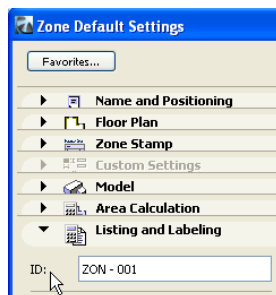 Zone Default Settings
Favorites...
Name and Positioning
Floor Plan
Zone Stamp
Custom Settings
Model
Area Calculation
Listing and Labeling
ID: ZON - 001